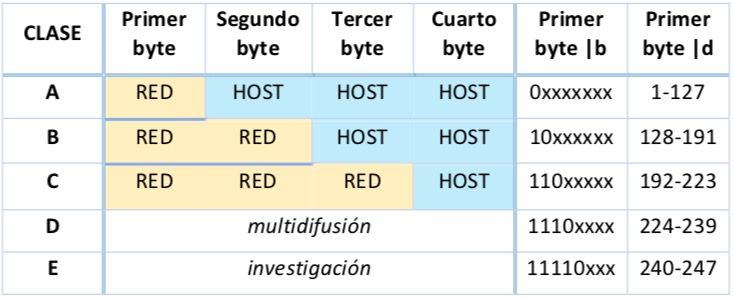 CLASE Primer byte Segundo byte Tercer byte Cuarto byte Primer byte |b Primer byte |d
A RED HOST HOST HOST 0xxxxxxx 1-127
B RED RED HOST HOST 10xxxxxx 128-191
C RED RED RED HOST 110xxxxx 192-223
D multidifusión 1110xxxx 224-239
E investigación 11110xxx 240-247